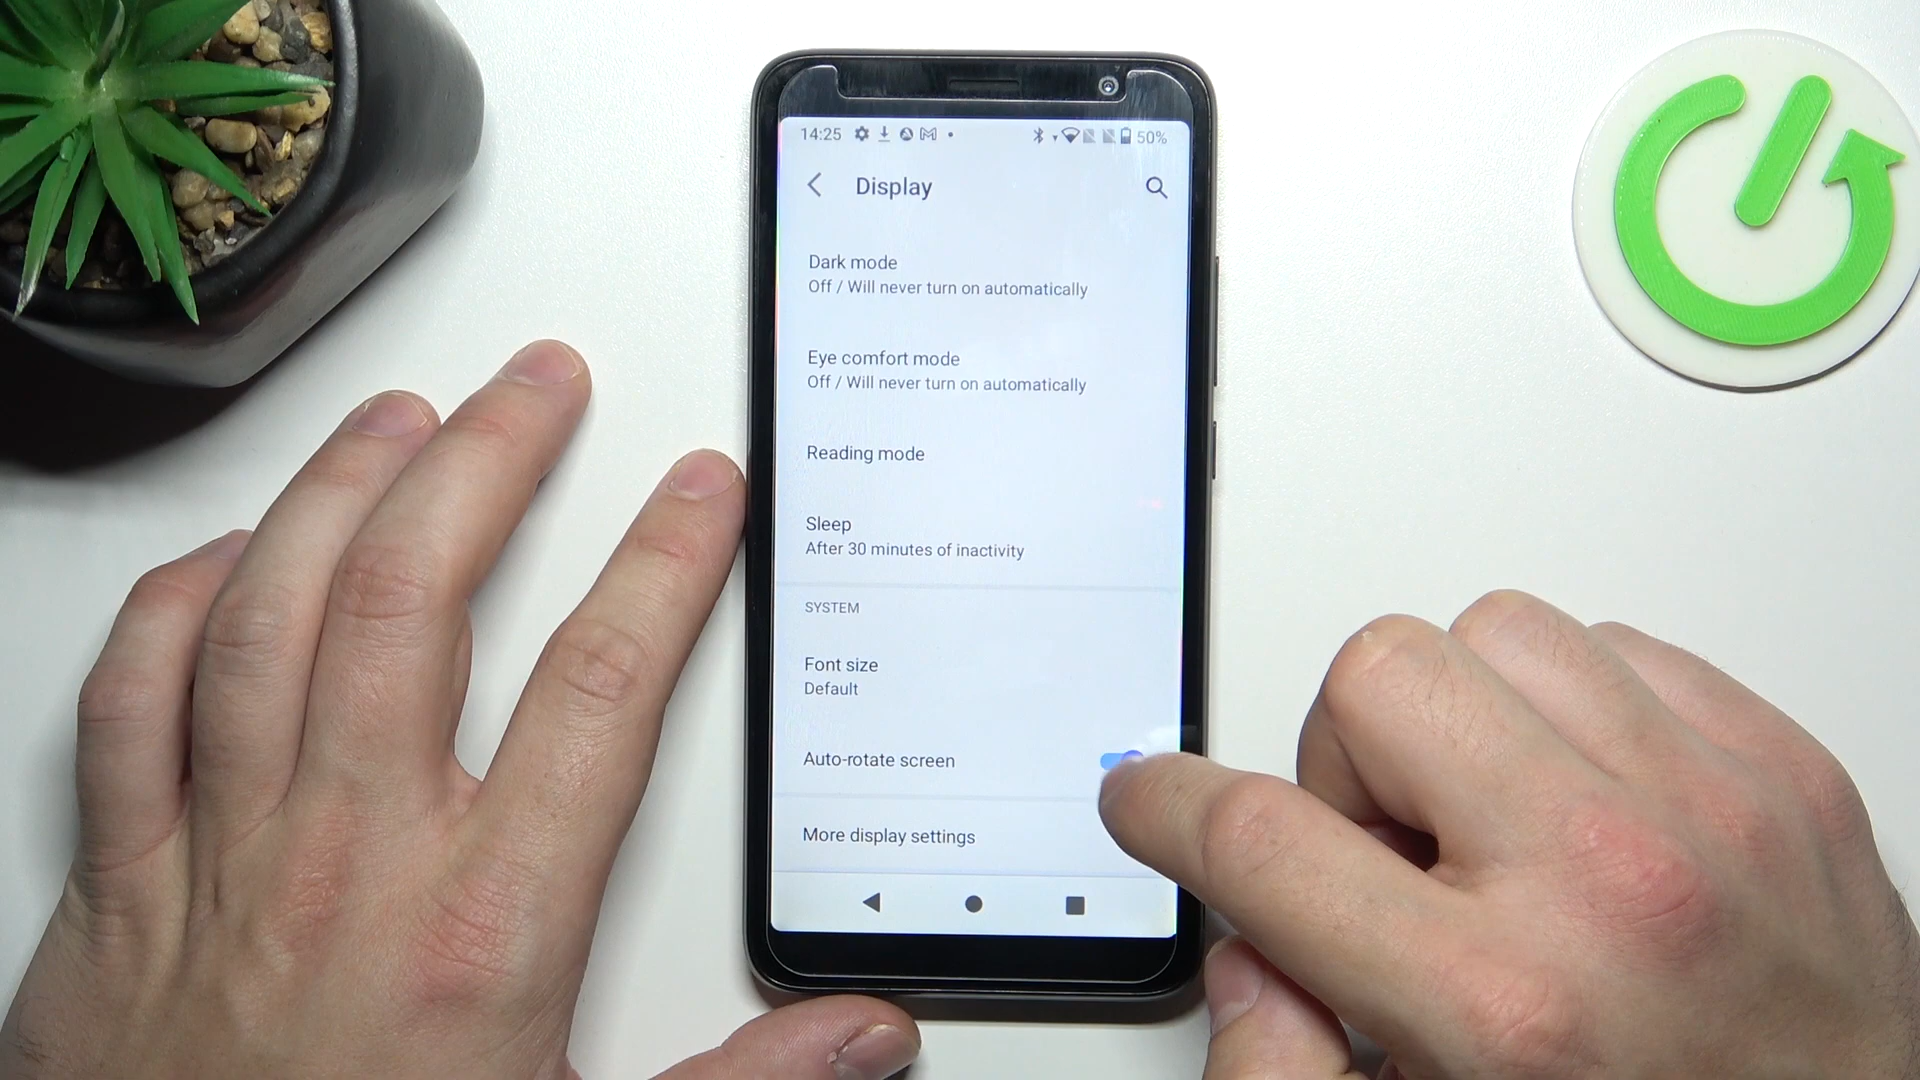 14:25 50%
Display
Dark mode
Off / Will never turn on automatically
Eye comfort mode
Off / Will never turn on automatically
Reading mode
Sleep
After 30 minutes of inactivity
SYSTEM
Font size
Default
Auto-rotate screen
More display settings